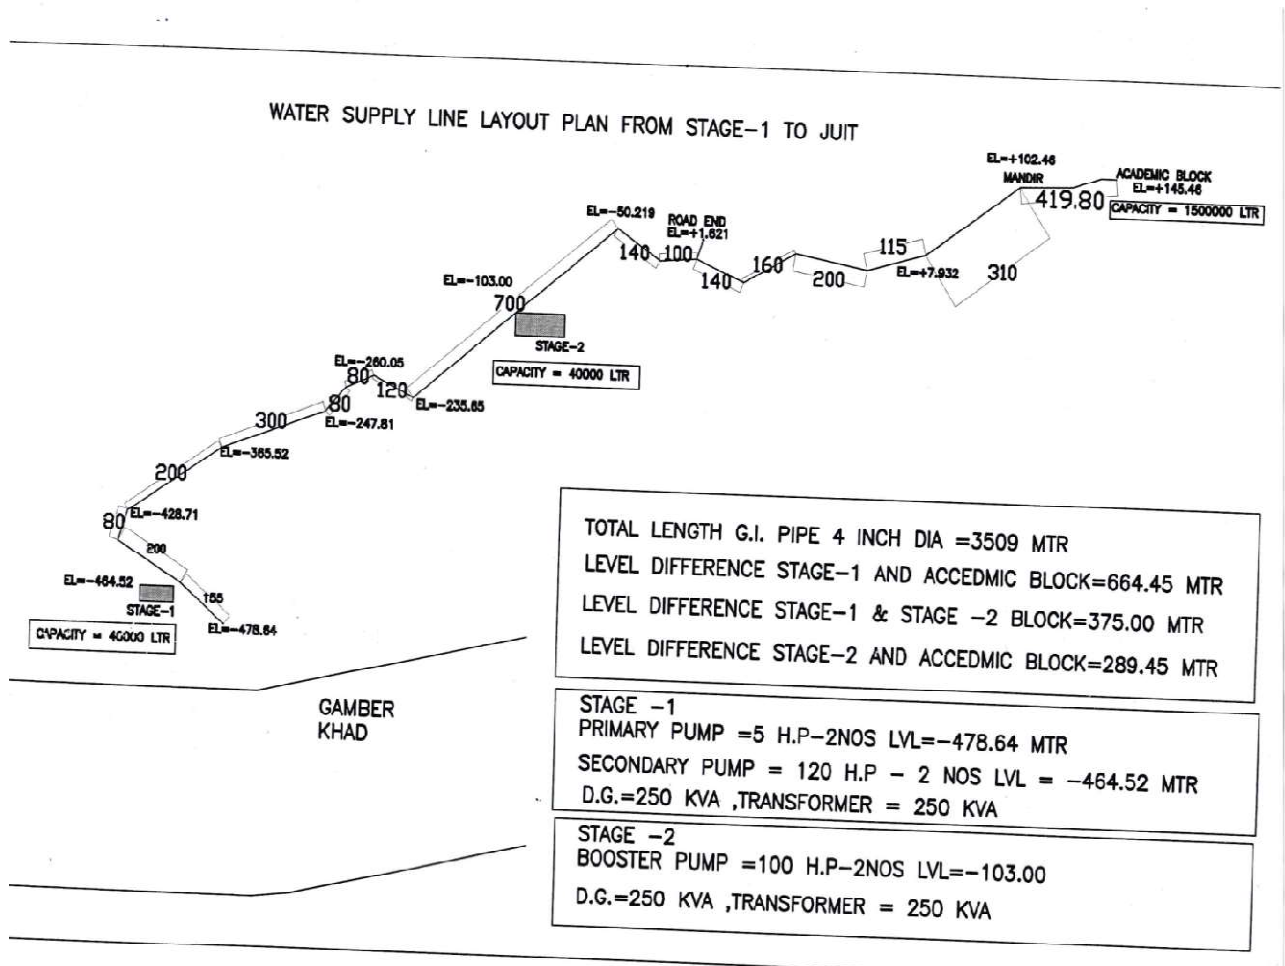 WATER SUPPLY LINE LAYOUT PLAN FROM STAGE-1 TO JUIT
EL=+102.46
MANDIR
ACADEMIC BLOCK
EL=+145.46
419.80
CAPACITY = 1500000 LTR
EL=-50.219
ROAD END
EL=+1.621
140
100
140
160
200
115
EL=+7.932
310
EL=-103.00
700
STAGE-2
CAPACITY = 40000 LTR
EL=-260.05
80
120
80
EL=-235.65
EL=-247.81
300
EL=-365.52
200
EL=-428.71
80
200
EL=-464.52
155
STAGE-1
EL=-478.64
CAPACITY = 40000 LTR
GAMBER
KHAD
TOTAL LENGTH G.I. PIPE 4 INCH DIA =3509 MTR
LEVEL DIFFERENCE STAGE-1 AND ACCEDMIC BLOCK=664.45 MTR
LEVEL DIFFERENCE STAGE-1 & STAGE -2 BLOCK=375.00 MTR
LEVEL DIFFERENCE STAGE-2 AND ACCEDMIC BLOCK=289.45 MTR
STAGE -1
PRIMARY PUMP =5 H.P-2NOS LVL=-478.64 MTR
SECONDARY PUMP = 120 H.P - 2 NOS LVL = -464.52 MTR
D.G.=250 KVA ,TRANSFORMER = 250 KVA
STAGE -2
BOOSTER PUMP =100 H.P-2NOS LVL=-103.00
D.G.=250 KVA ,TRANSFORMER = 250 KVA